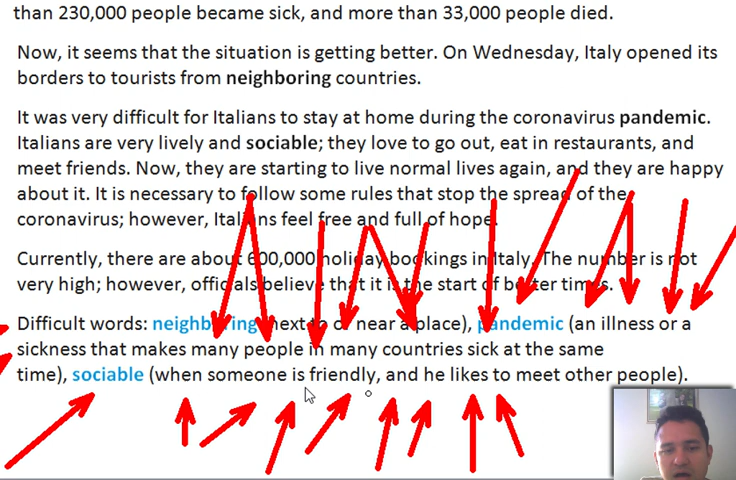 than 230,000 people became sick, and more than 33,000 people died.
Now, it seems that the situation is getting better. On Wednesday, Italy opened its
borders to tourists from neighboring countries.
It was very difficult for Italians to stay at home during the coronavirus pandemic.
Italians are very lively and sociable; they love to go out, eat in restaurants, and
meet friends. Now, they are starting to live normal lives again, and they are happy
about it. It is necessary to follow some rules that stop the spread of the
coronavirus; however, Italians feel free and full of hope.
Currently, there are about 600,000 holiday bookings in Italy. The number is not
very high; however, officials believe that it is the start of better times.
Difficult words: neighboring (next to or near a place), pandemic (an illness or a
sickness that makes many people in many countries sick at the same
time), sociable (when someone is friendly, and he likes to meet other people).